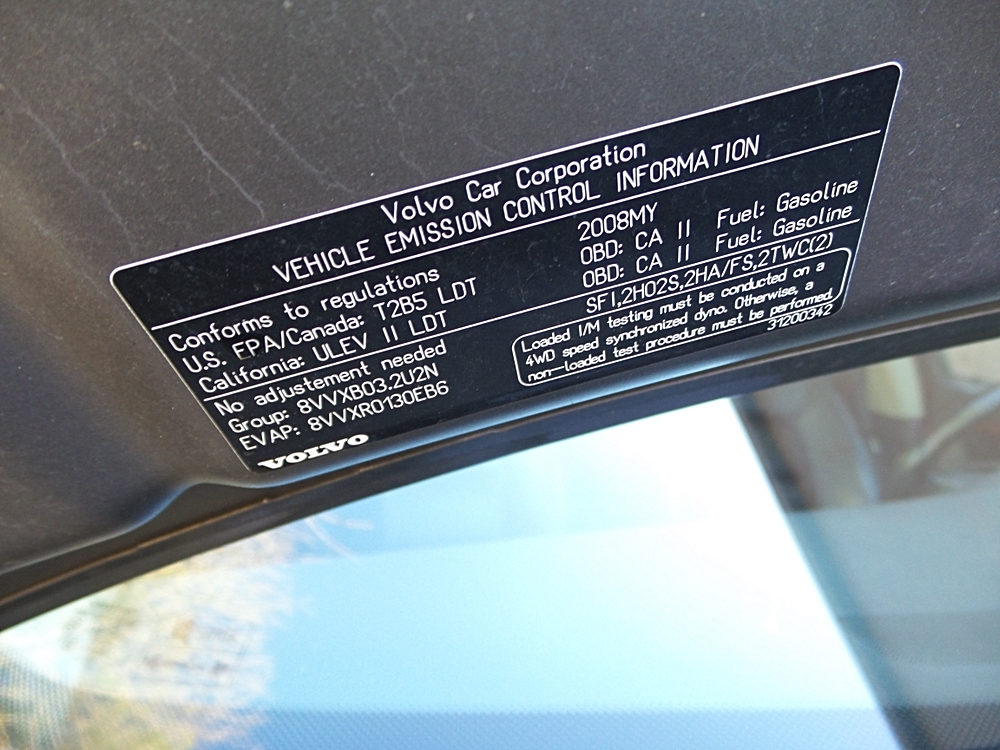 Volvo Car Corporation
VEHICLE EMISSION CONTROL INFORMATION
Conforms to regulations 2008MY
U.S. EPA/Canada: T2B5 LDT OBD: CA II Fuel: Gasoline
California: ULEV II LDT OBD: CA II Fuel: Gasoline
No adjustement needed SFI,2HO2S,2HA/FS,2TWC(2)
Group: 8VVXB03.2U2N
EVAP: 8VVXR0130EB6
Loaded I/M testing must be conducted on a
4WD speed synchronized dyno. Otherwise, a
non-loaded test procedure must be performed.
31200342
VOLVO